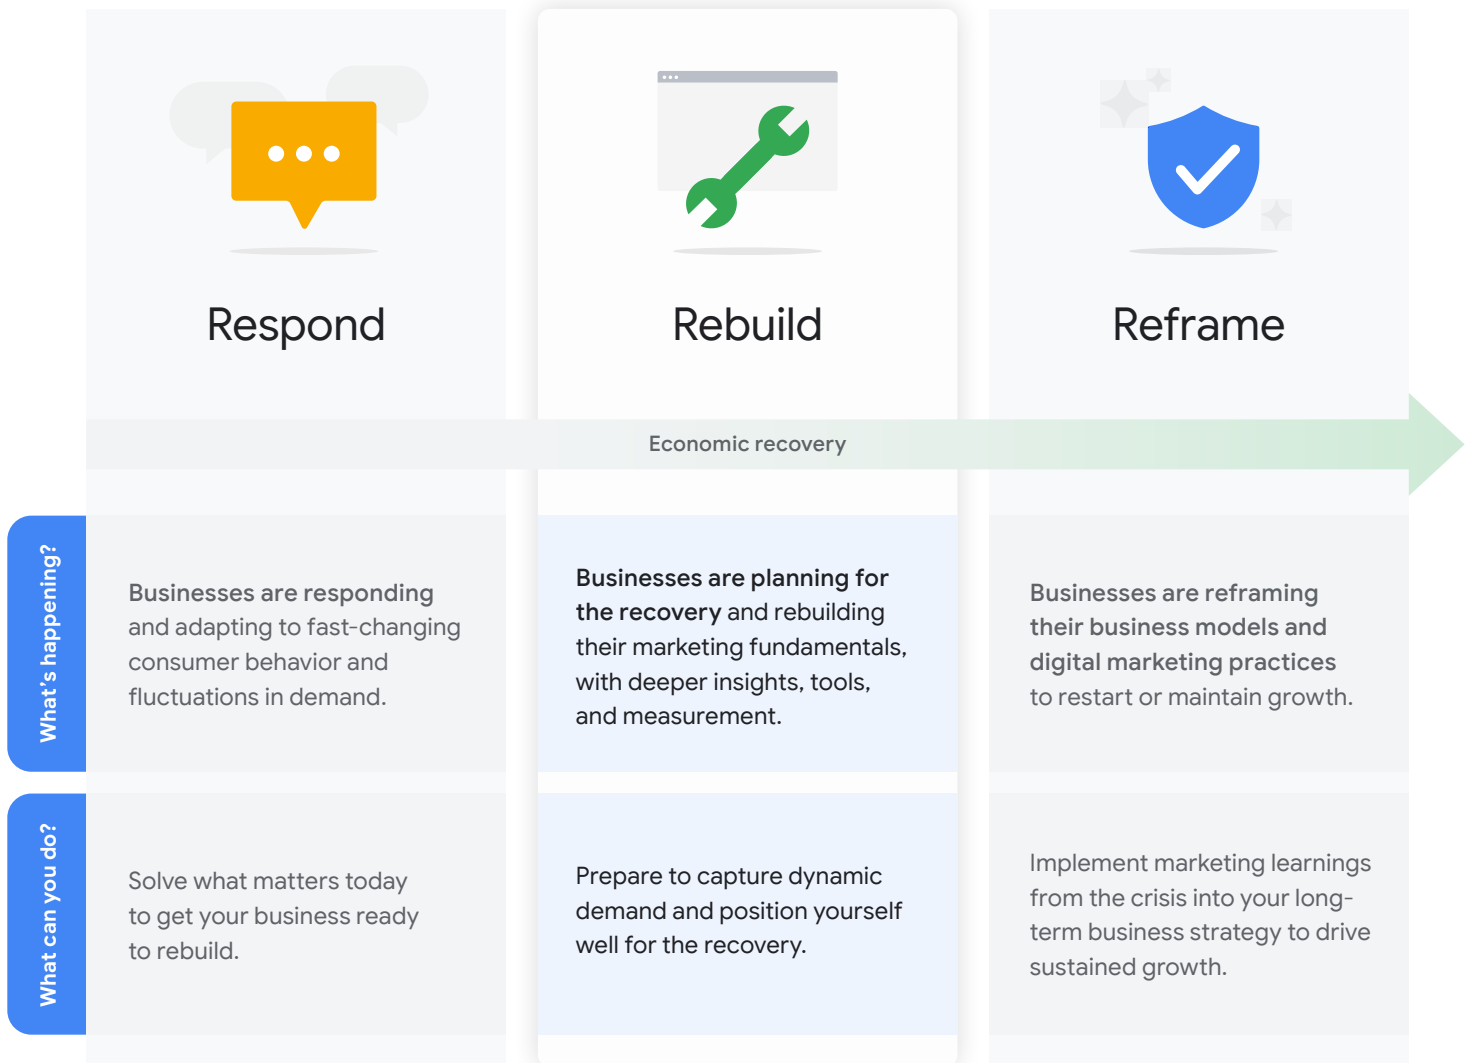 Respond
Rebuild
Reframe
Economic recovery
What's happening?
Businesses are responding
and adapting to fast-changing
consumer behavior and
fluctuations in demand.
Businesses are planning for
the recovery and rebuilding
their marketing fundamentals,
with deeper insights, tools,
and measurement.
Businesses are reframing
their business models and
digital marketing practices
to restart or maintain growth.
What can you do?
Solve what matters today
to get your business ready
to rebuild.
Prepare to capture dynamic
demand and position yourself
well for the recovery.
Implement marketing learnings
from the crisis into your long-
term business strategy to drive
sustained growth.